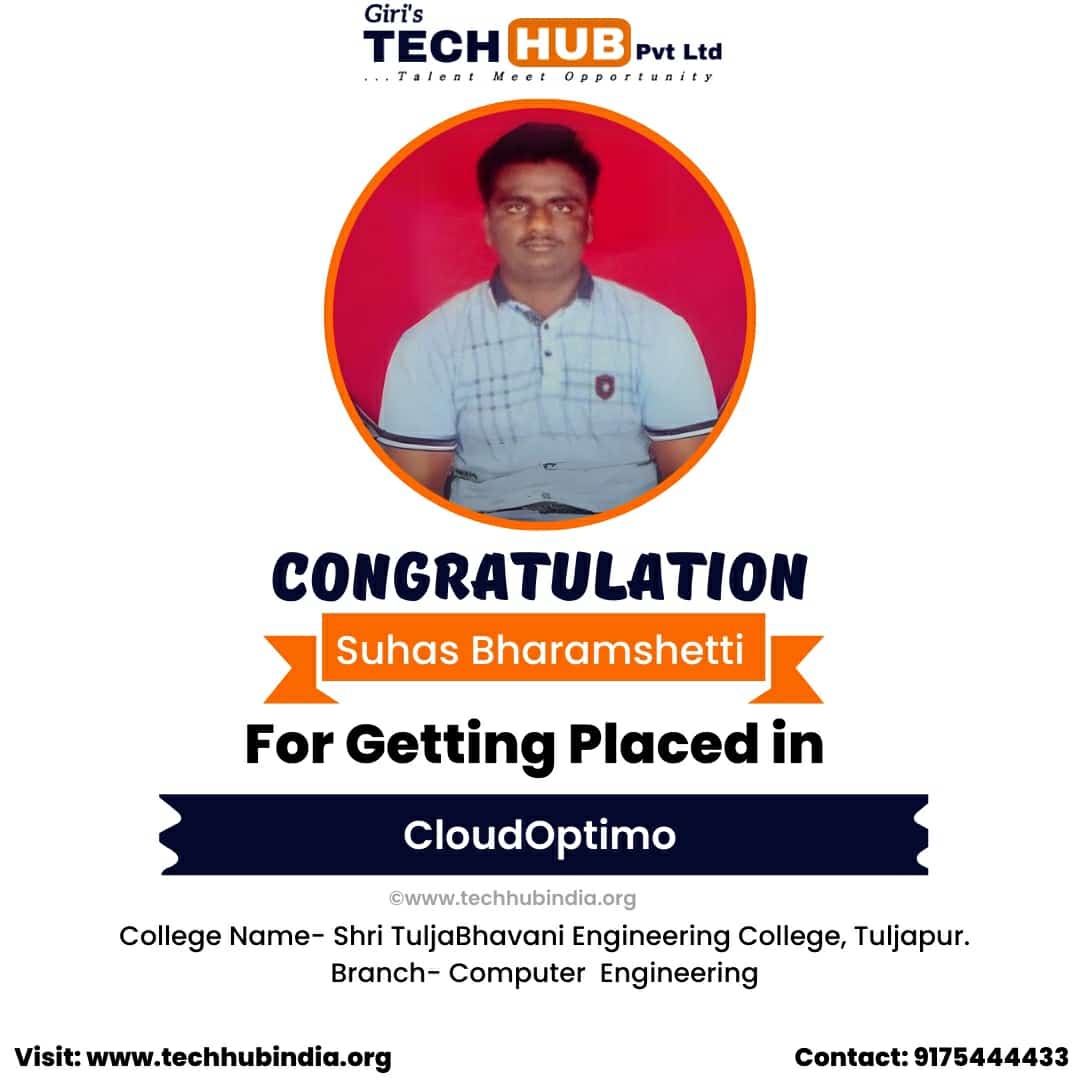 Giri's
TECH HUB Pvt Ltd
...Talent Meet Opportunity
CONGRATULATION
Suhas Bharamshetti
For Getting Placed in
CloudOptimo
©www.techhubindia.org
College Name- Shri TuljaBhavani Engineering College, Tuljapur.
Branch- Computer Engineering
Visit: www.techhubindia.org
Contact: 9175444433